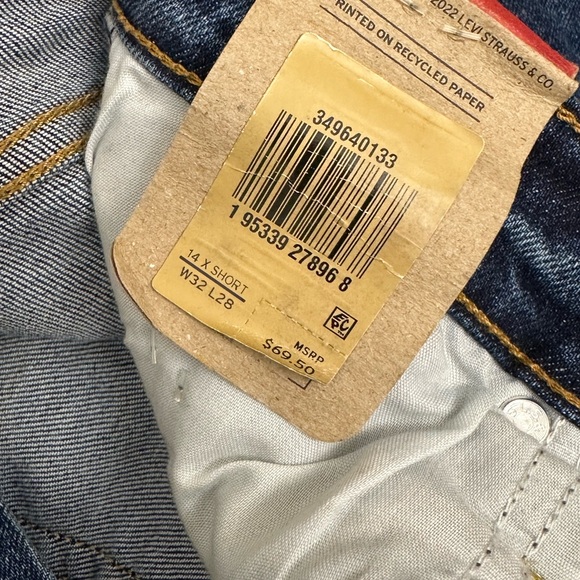 2022 LEVI STRAUSS & CO.
PRINTED ON RECYCLED PAPER
349640133
1 95339 27896 8
14 X SHORT
W32 L28
MSRP
$69.50